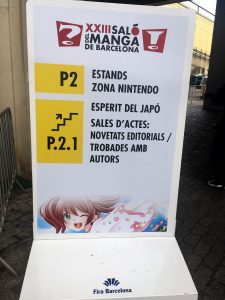 XXIII SALÓ
DEL MANGA
DE BARCELONA
P2
ESTANDS
ZONA NINTENDO
P.2.1
ESPERIT DEL JAPÓ
SALES D'ACTES:
NOVETATS EDITORIALS /
TROBADES AMB
AUTORS
Fira Barcelona